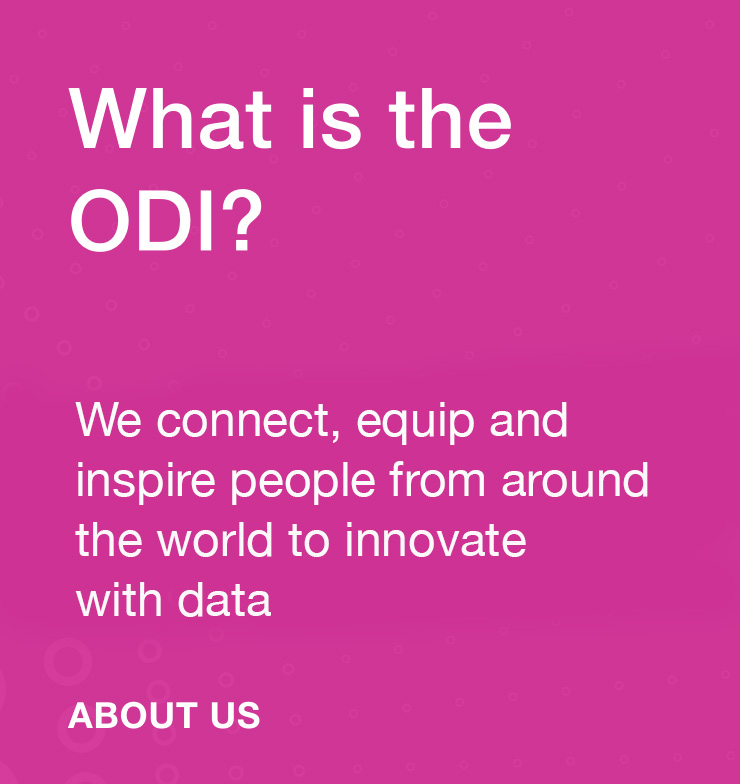 What is the
ODI?
We connect, equip and
inspire people from around
the world to innovate
with data
ABOUT US